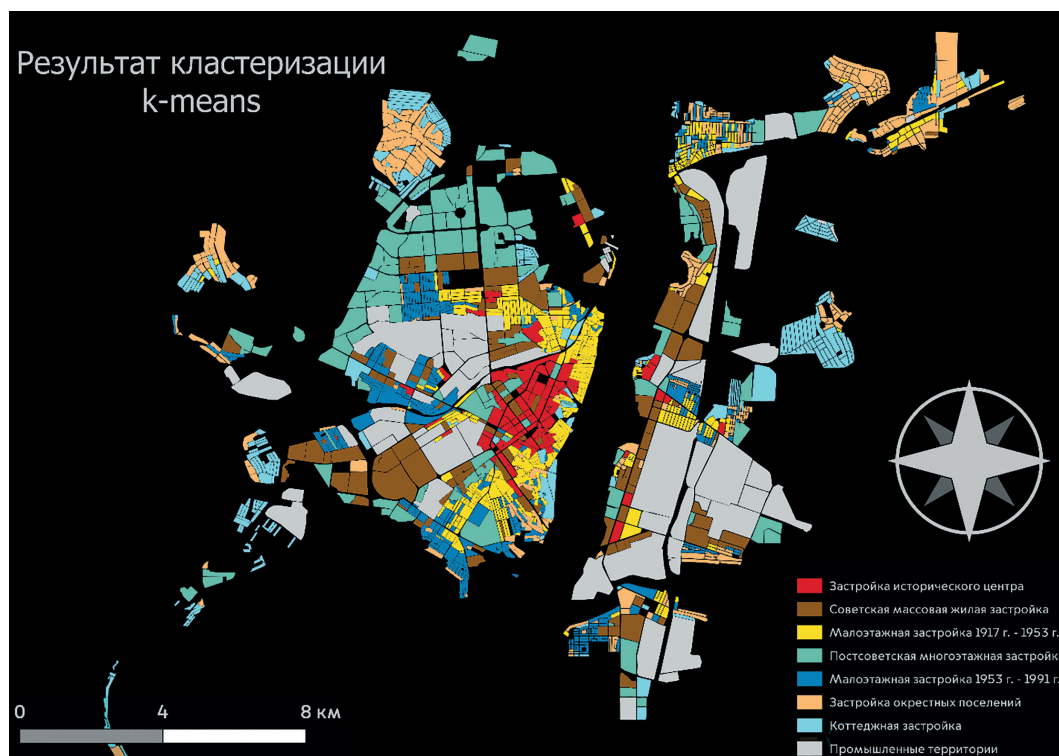 Результат кластеризации
k-means
Застройка исторического центра
Советская массовая жилая застройка
Малоэтажная застройка 1917 г. - 1953 г.
Постсоветская многоэтажная застройка
Малоэтажная застройка 1953 г. - 1991 г.
Застройка окрестных поселений
Коттеджная застройка
Промышленные территории
0 4 8 км